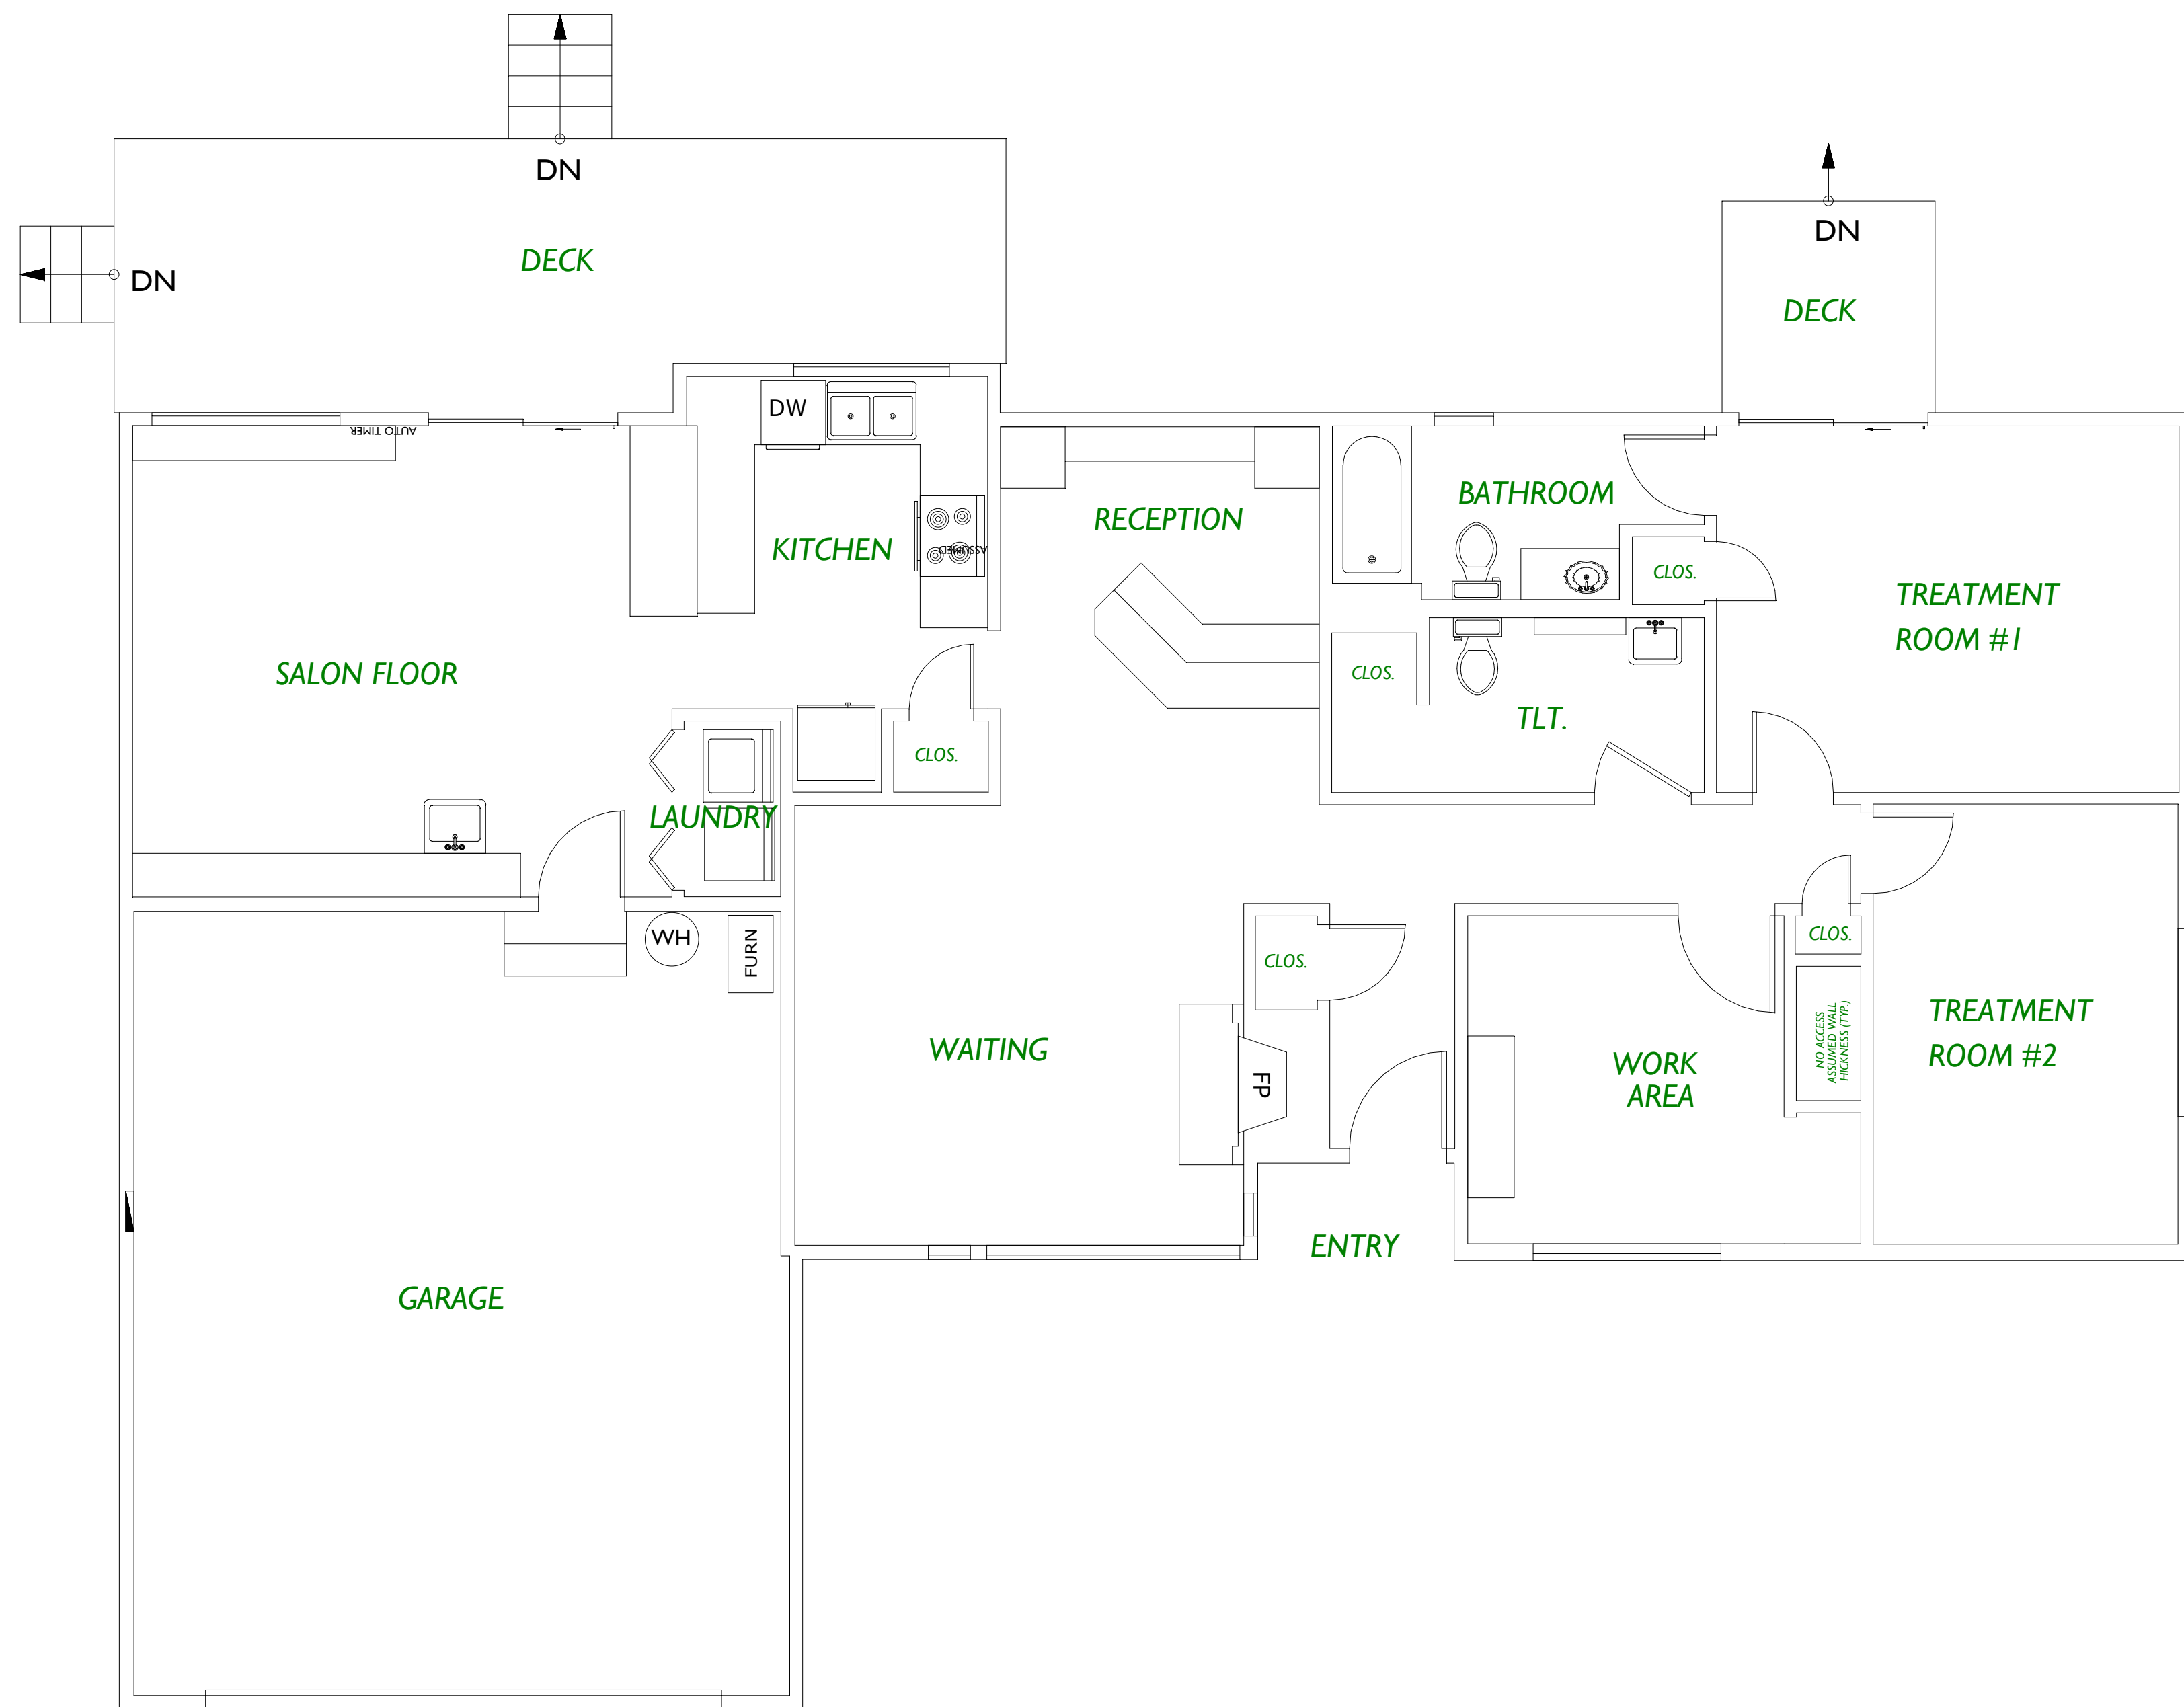 DN
DECK
DN
DN
DECK
DW
AUTO TIMER
KITCHEN
ASSUMED
RECEPTION
BATHROOM
CLOS.
TREATMENT
ROOM #1
SALON FLOOR
CLOS.
TLT.
CLOS.
LAUNDRY
WH
FURN
CLOS.
CLOS.
WAITING
FP
WORK
AREA
NO ACCESS
ASSUMED WALL
HICKNESS (TYP.)
TREATMENT
ROOM #2
ENTRY
GARAGE